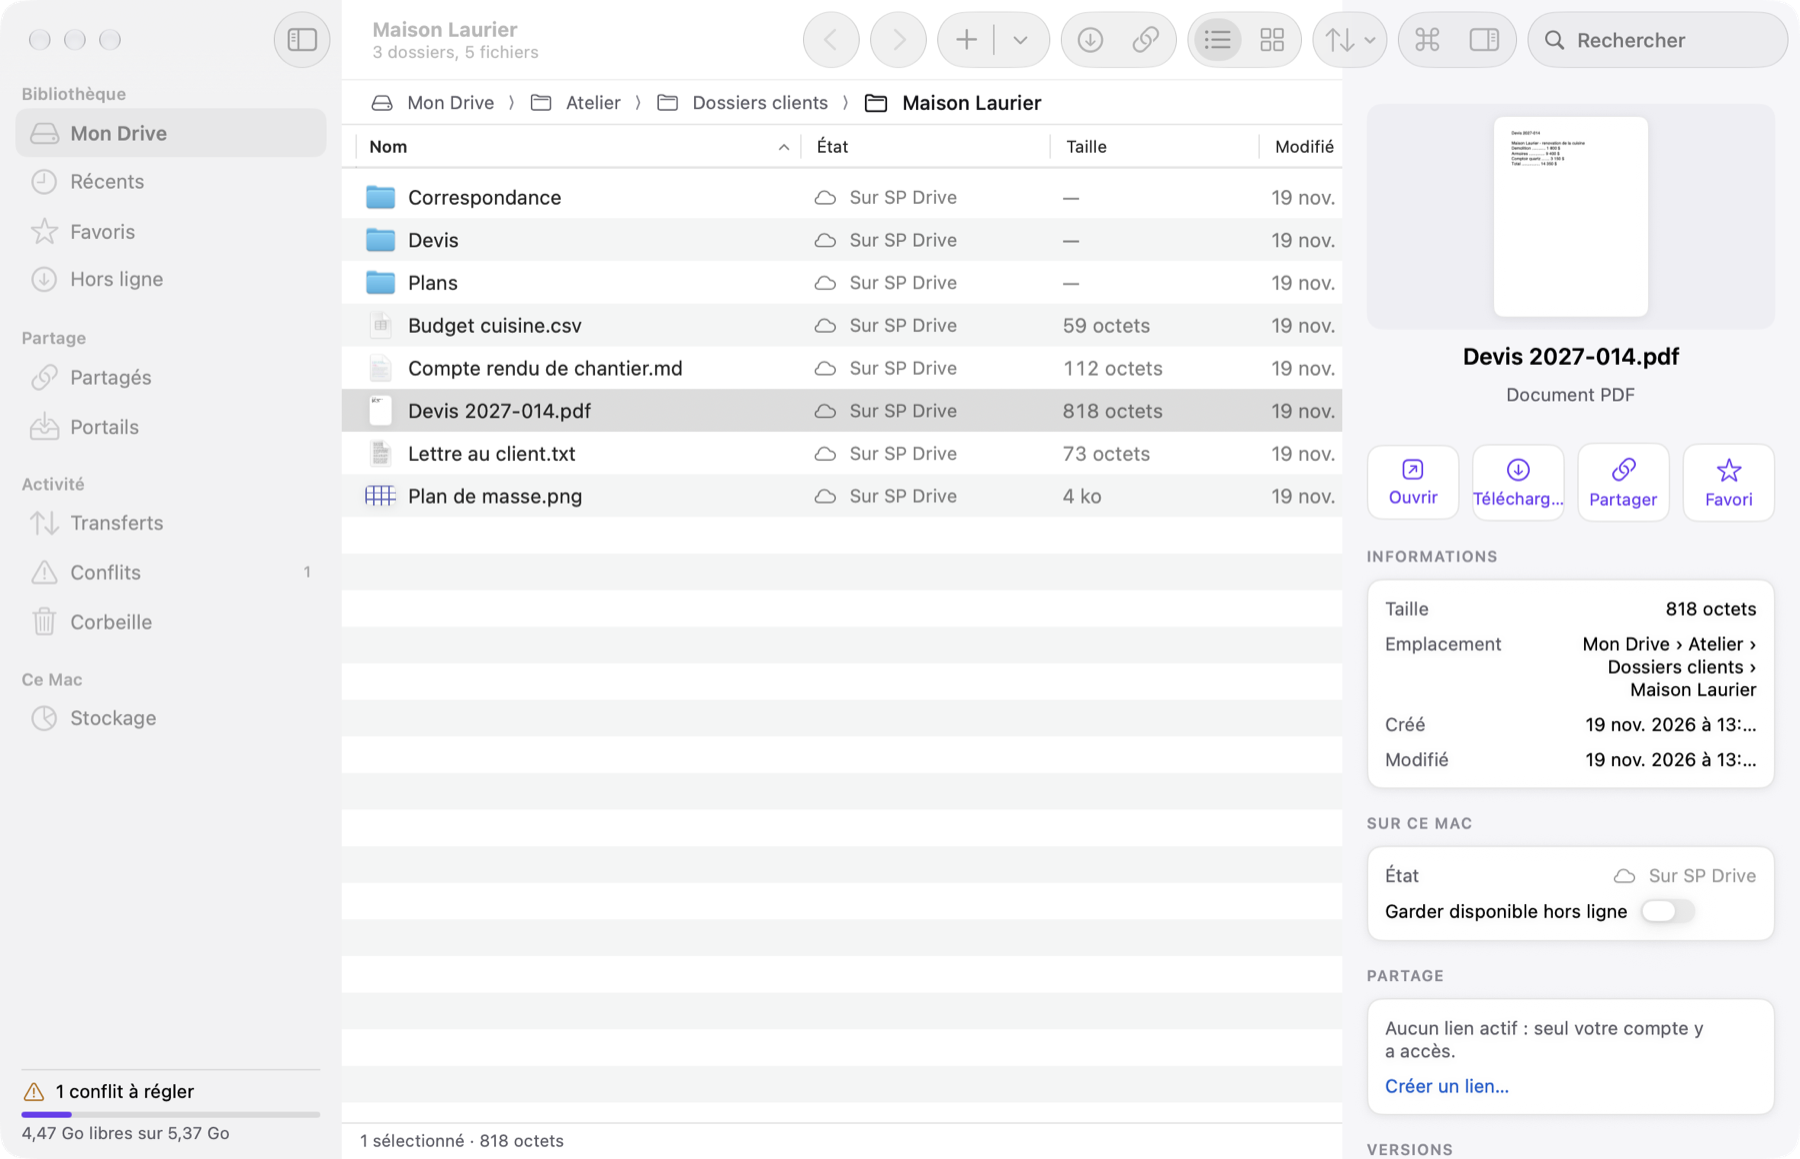 Maison Laurier
3 dossiers, 5 fichiers
Rechercher
Bibliothèque
Mon Drive
Récents
Favoris
Hors ligne
Partage
Partagés
Portails
Activité
Transferts
Conflits 1
Corbeille
Ce Mac
Stockage
1 conflit à régler
4,47 Go libres sur 5,37 Go
Mon Drive 〉 Atelier 〉 Dossiers clients 〉 Maison Laurier
Nom État Taille Modifié
Correspondance Sur SP Drive — 19 nov.
Devis Sur SP Drive — 19 nov.
Plans Sur SP Drive — 19 nov.
Budget cuisine.csv Sur SP Drive 59 octets 19 nov.
Compte rendu de chantier.md Sur SP Drive 112 octets 19 nov.
Devis 2027-014.pdf Sur SP Drive 818 octets 19 nov.
Lettre au client.txt Sur SP Drive 73 octets 19 nov.
Plan de masse.png Sur SP Drive 4 ko 19 nov.
1 sélectionné · 818 octets
Devis 2027-014
Maison Laurier - renovation de la cuisine
Devis 2027-014.pdf
Document PDF
Ouvrir
Télécharg...
Partager
Favori
INFORMATIONS
Taille 818 octets
Emplacement Mon Drive › Atelier ›
Dossiers clients ›
Maison Laurier
Créé 19 nov. 2026 à 13:...
Modifié 19 nov. 2026 à 13:...
SUR CE MAC
État Sur SP Drive
Garder disponible hors ligne
PARTAGE
Aucun lien actif : seul votre compte y
a accès.
Créer un lien...
VERSIONS